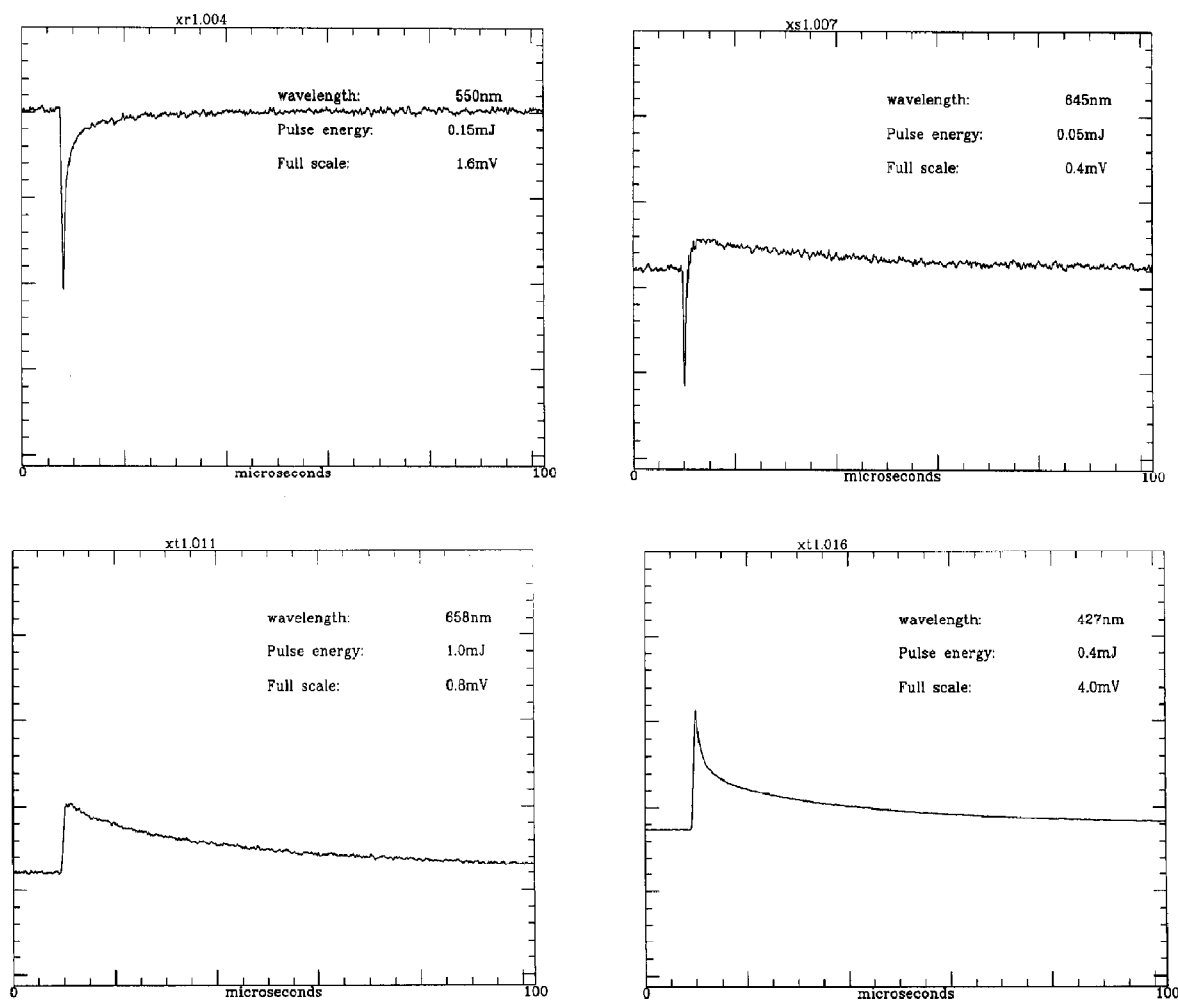 xr1.004
wavelength: 550nm
Pulse energy: 0.15mJ
Full scale: 1.6mV
0 microseconds 100
xs1.007
wavelength: 645nm
Pulse energy: 0.05mJ
Full scale: 0.4mV
0 microseconds 100
xt1.011
wavelength: 658nm
Pulse energy: 1.0mJ
Full scale: 0.8mV
0 microseconds 100
xt1.016
wavelength: 427nm
Pulse energy: 0.4mJ
Full scale: 4.0mV
0 microseconds 100